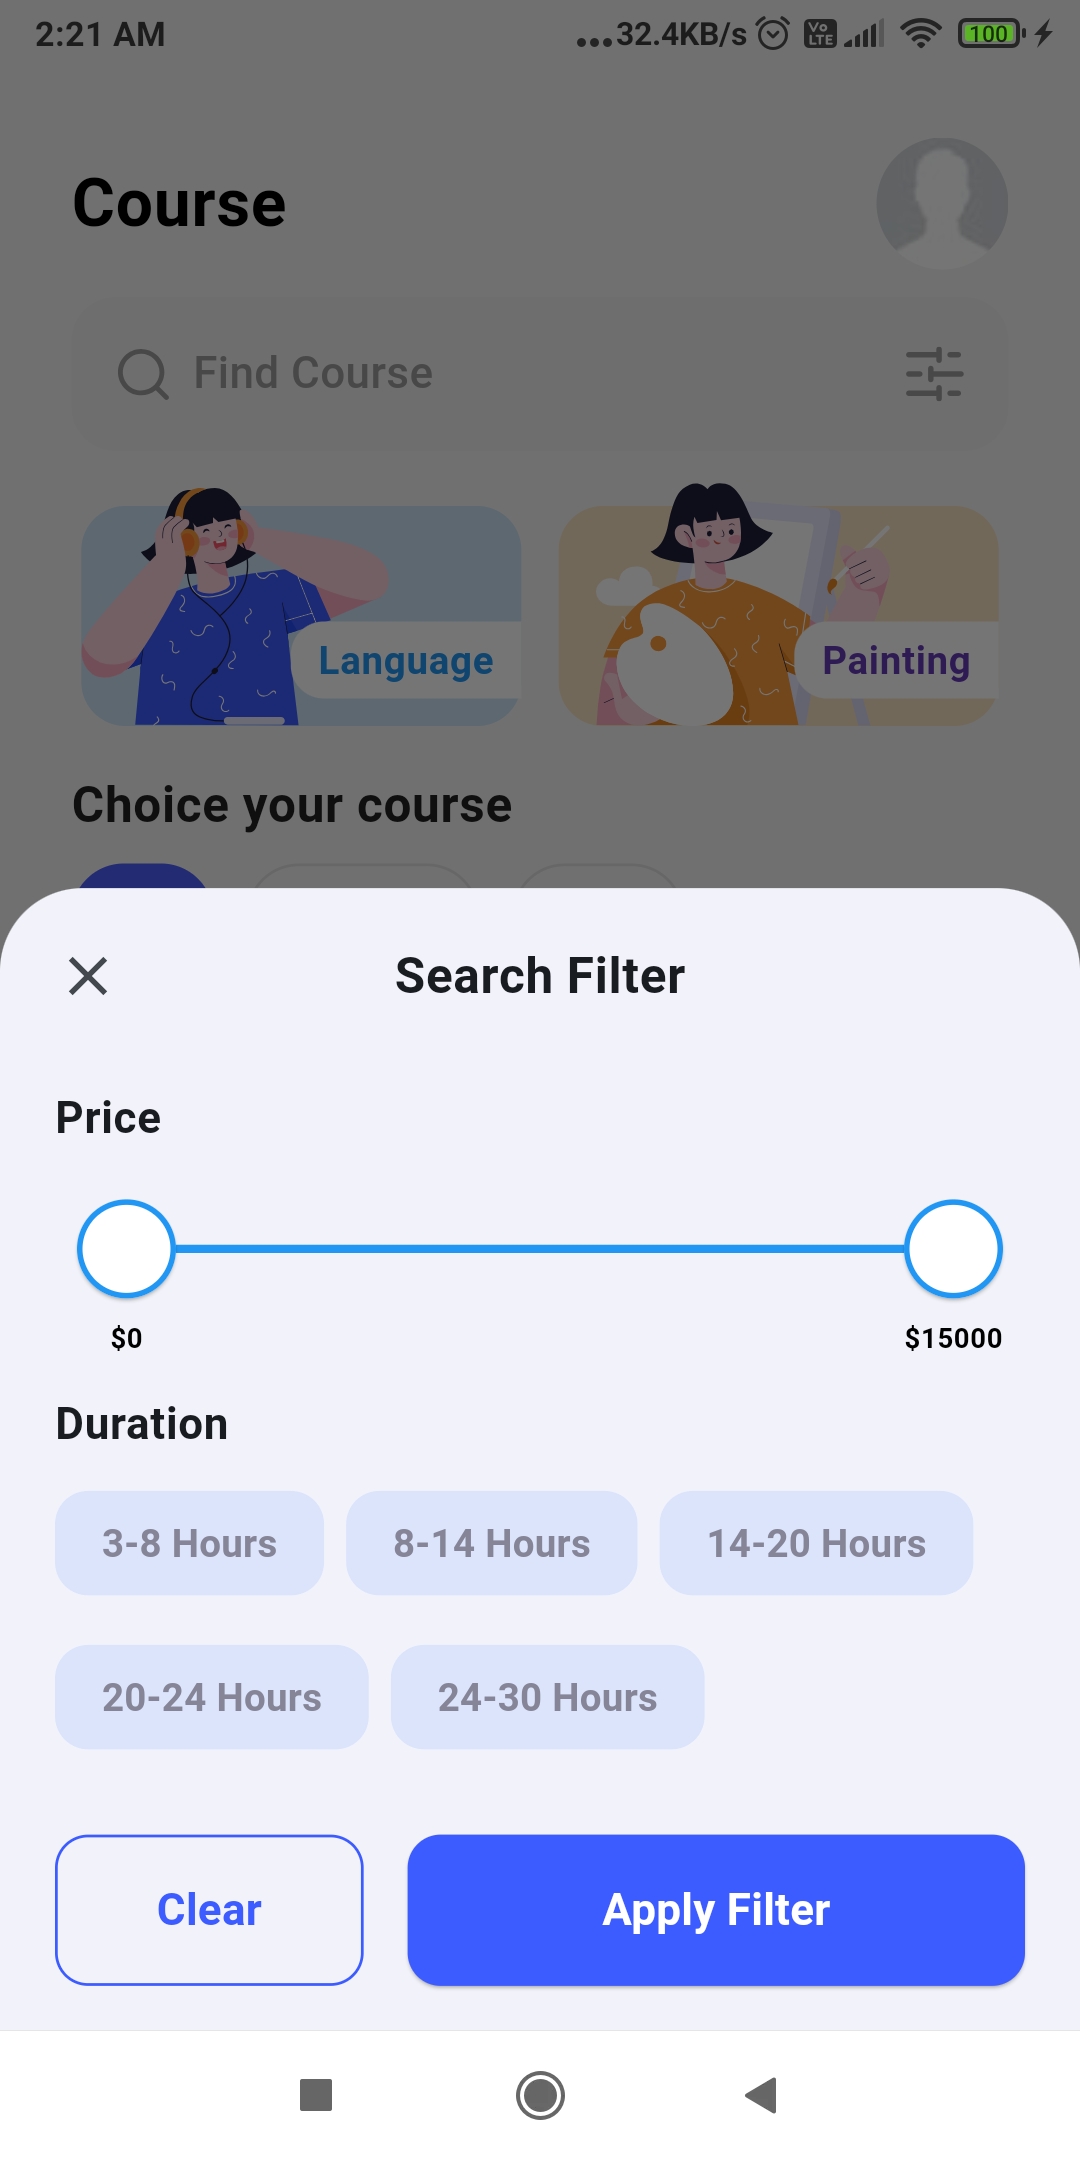 2:21 AM ...32.4KB/s Vo LTE 100
Course
Find Course
Language Painting
Choice your course
Search Filter
Price
$0 $15000
Duration
3-8 Hours 8-14 Hours 14-20 Hours
20-24 Hours 24-30 Hours
Clear Apply Filter